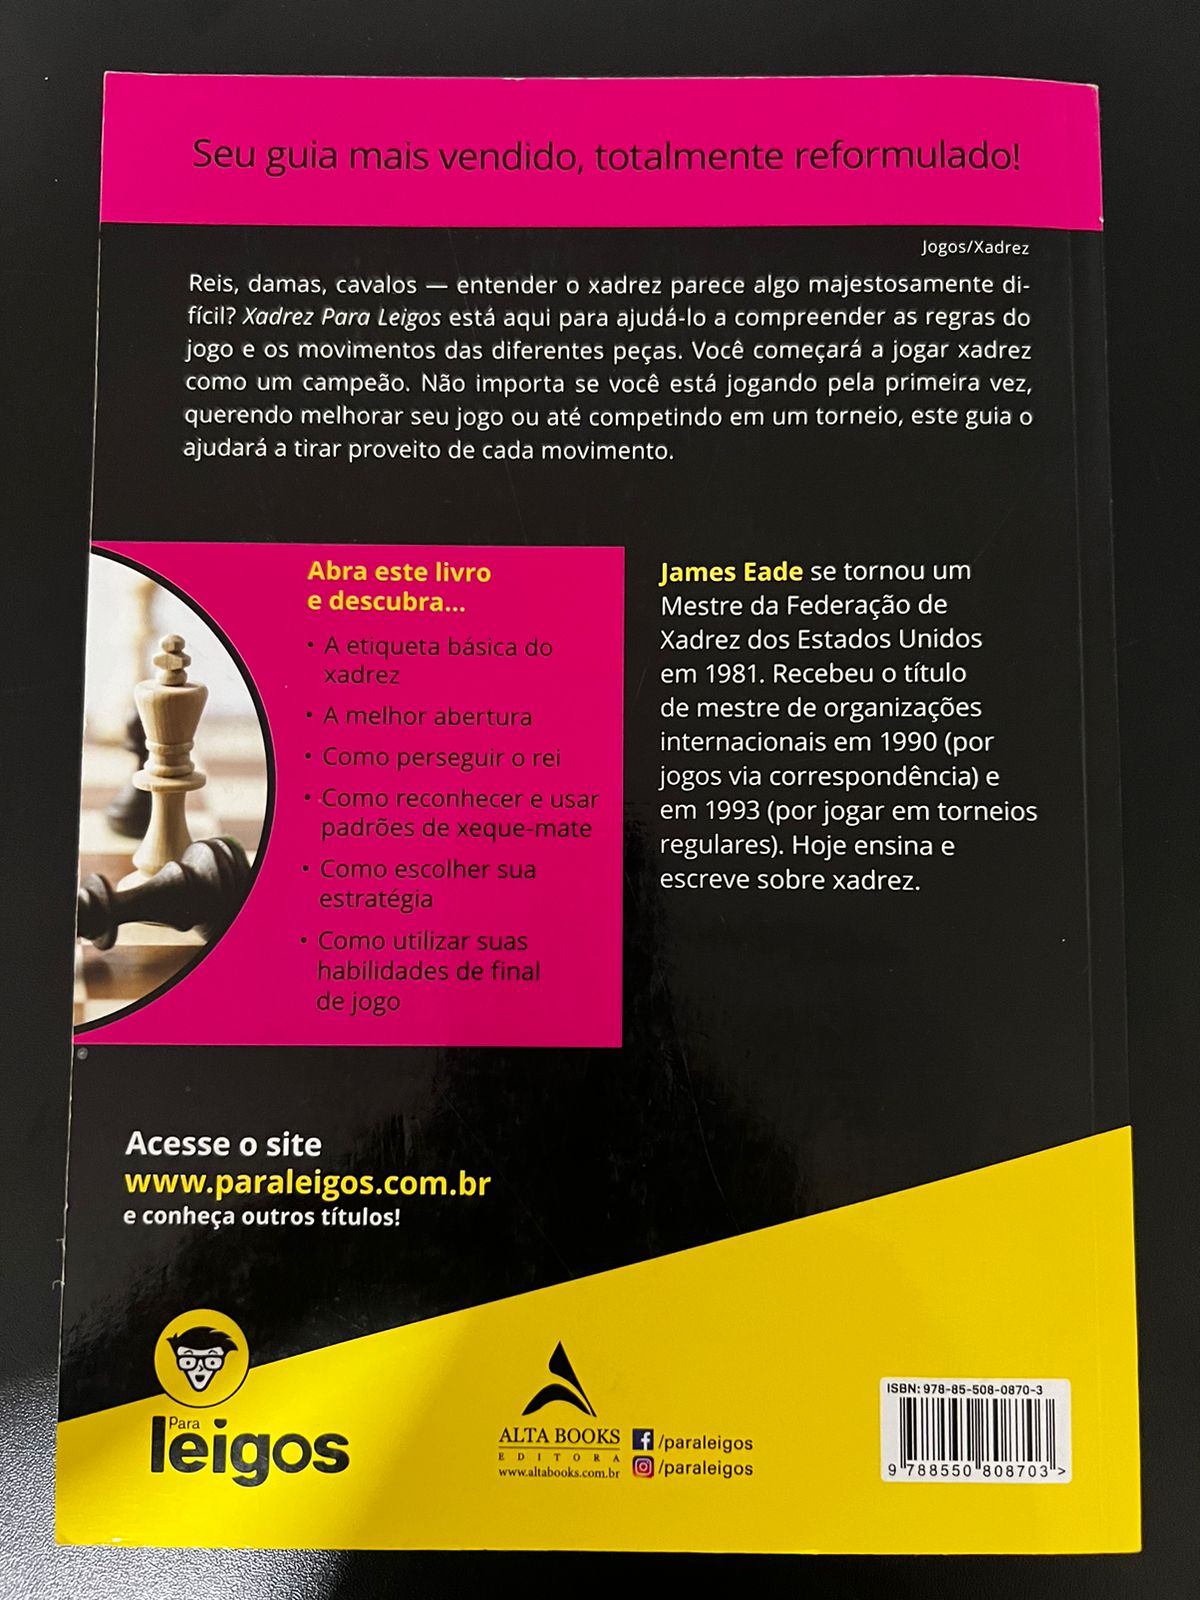 Seu guia mais vendido, totalmente reformulado!
Jogos/Xadrez
Reis, damas, cavalos — entender o xadrez parece algo majestosamente di-
fícil? Xadrez Para Leigos está aqui para ajudá-lo a compreender as regras do
jogo e os movimentos das diferentes peças. Você começará a jogar xadrez
como um campeão. Não importa se você está jogando pela primeira vez,
querendo melhorar seu jogo ou até competindo em um torneio, este guia o
ajudará a tirar proveito de cada movimento.
Abra este livro
e descubra...
• A etiqueta básica do
xadrez
• A melhor abertura
• Como perseguir o rei
• Como reconhecer e usar
padrões de xeque-mate
• Como escolher sua
estratégia
• Como utilizar suas
habilidades de final
de jogo
James Eade se tornou um
Mestre da Federação de
Xadrez dos Estados Unidos
em 1981. Recebeu o título
de mestre de organizações
internacionais em 1990 (por
jogos via correspondência) e
em 1993 (por jogar em torneios
regulares). Hoje ensina e
escreve sobre xadrez.
Acesse o site
www.paraleigos.com.br
e conheça outros títulos!
Para
leigos
ALTA BOOKS
EDITORA
www.altabooks.com.br
/paraleigos
/paraleigos
ISBN: 978-85-508-0870-3
9 788550 808703 >